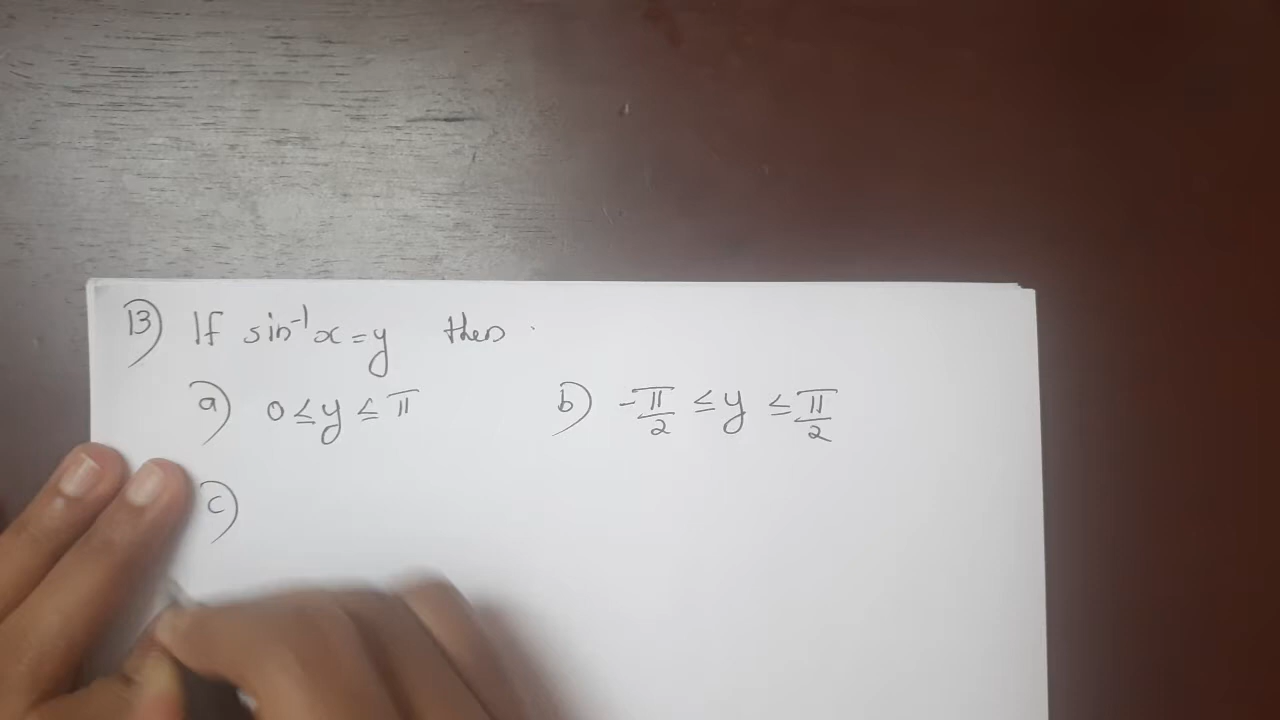 13) If sin⁻¹x = y then
a) 0 ≤ y ≤ π b) -π/2 ≤ y ≤ π/2
c)